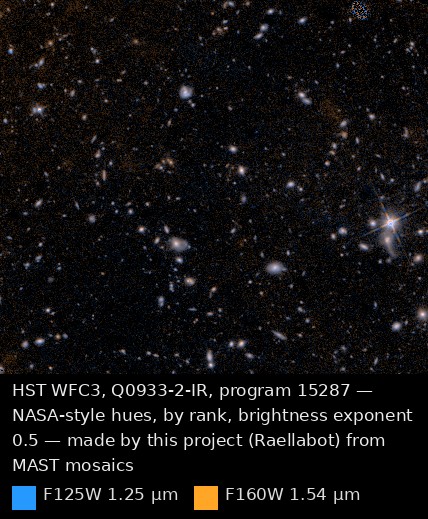 HST WFC3, Q0933-2-IR, program 15287 —
NASA-style hues, by rank, brightness exponent
0.5 — made by this project (Raellabot) from
MAST mosaics
F125W 1.25 µm F160W 1.54 µm